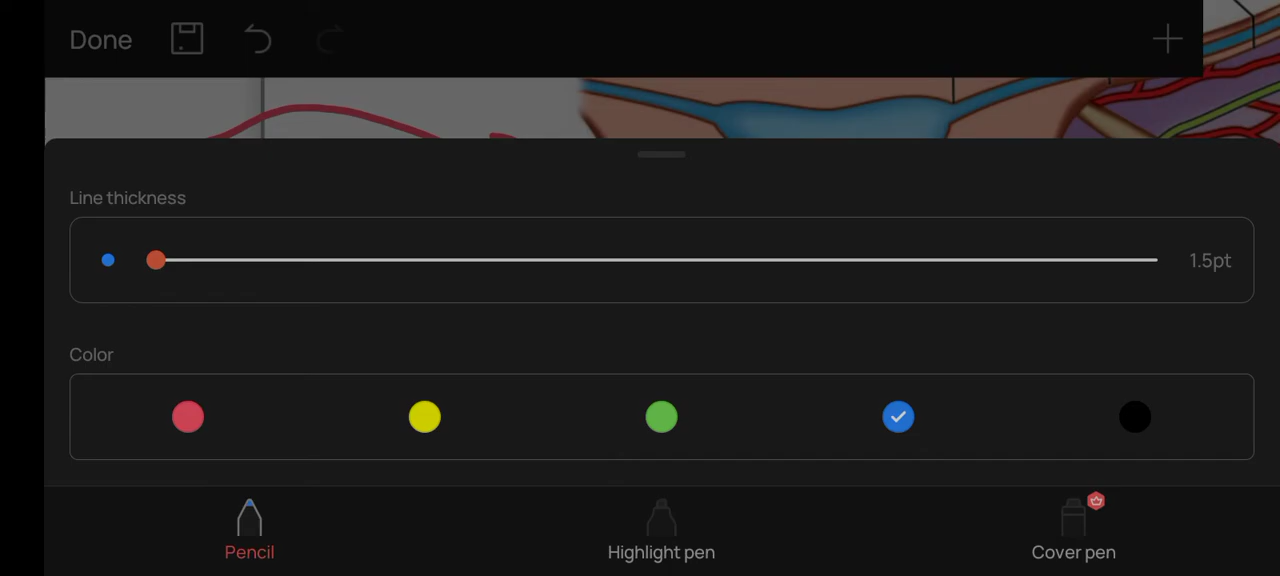 Done
Line thickness
1.5pt
Color
Pencil
Highlight pen
Cover pen